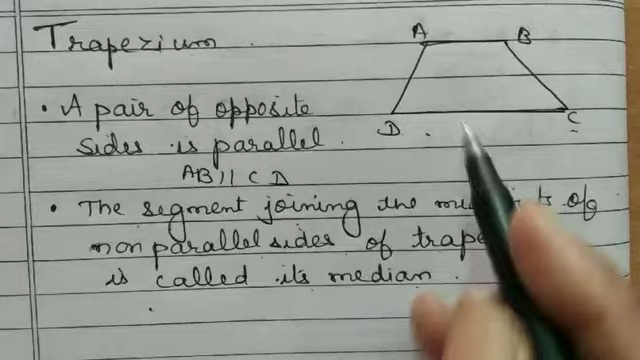 Trapezium.
A B
• A pair of opposite
sides is parallel.
D C
AB || CD
• The segment joining the of
non parallel sides of
is called its median.